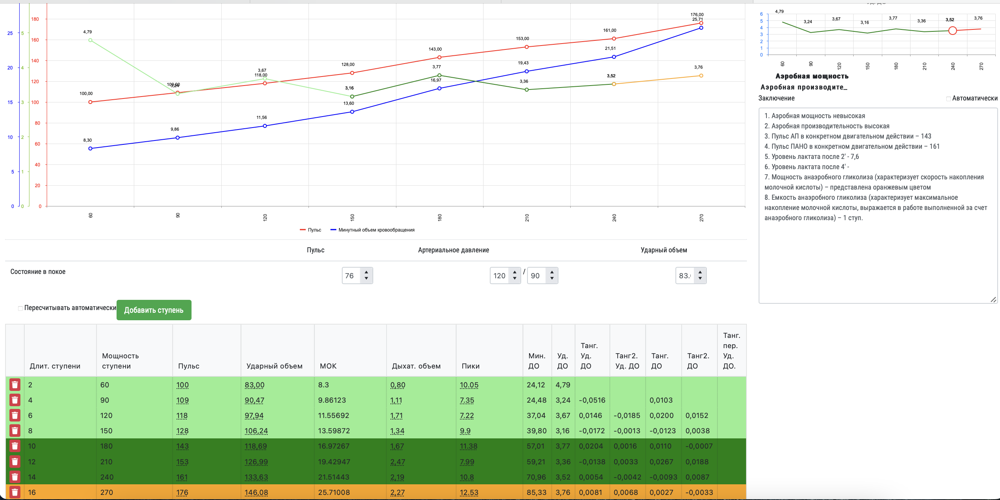 180
160
140
120
100
80
60
40
20
0
25
20
15
10
5
0
5
4
3
2
1
0
4,79
3,24
3,67
3,16
3,77
3,36
3,52
3,76
100,00
109,00
118,00
128,00
143,00
153,00
161,00
176,00
8,30
9,86
11,56
13,60
16,97
19,43
21,51
25,71
60
90
120
150
180
210
240
270
Пульс
Минутный объем кровообращения
Пульс Артериальное давление Ударный объем
Состояние в покое 76 120 / 90 83.
Пересчитывать автоматически Добавить ступень
Длит. ступени Мощность ступени Пульс Ударный объем МОК Дыхат. объем Пики Мин. ДО Уд. ДО Танг. Уд. ДО Танг2. Уд. ДО Танг. ДО Танг2. ДО Танг. пер. Уд. ДО.
2 60 100 83,00 8.3 0,80 10.05 24,12 4,79
4 90 109 90,47 9.86123 1,11 7.35 24,48 3,24 -0,0516 0,0103
6 120 118 97,94 11.55692 1,71 7.22 37,04 3,67 0,0146 -0,0185 0,0200 0,0152
8 150 128 106,24 13.59872 1,34 9.9 39,80 3,16 -0,0172 -0,0013 -0,0123 0,0038
10 180 143 118,69 16.97267 1,67 11.38 57,01 3,77 0,0204 0,0016 0,0110 -0,0007
12 210 153 126,99 19.42947 2,47 7.99 59,21 3,36 -0,0138 0,0033 0,0267 0,0188
14 240 161 133,63 21.51443 2,19 10.8 70,96 3,52 0,0054 -0,0042 -0,0093 0,0087
16 270 176 146,08 25.71008 2,27 12.53 85,33 3,76 0,0081 0,0068 0,0027 -0,0033
6
5
4
3
2
1
0
4,79
3,24
3,67
3,16
3,77
3,36
3,52
3,76
60
90
120
150
180
210
240
270
Аэробная мощность
Аэробная производите…
Заключение Автоматически
1. Аэробная мощность невысокая
2. Аэробная производительность высокая
3. Пульс АП в конкретном двигательном действии – 143
4. Пульс ПАНО в конкретном двигательном действии – 161
5. Уровень лактата после 2' - 7,6
6. Уровень лактата после 4' -
7. Мощность анаэробного гликолиза (характеризует скорость накопления
молочной кислоты) – представлена оранжевым цветом
8. Емкость анаэробного гликолиза (характеризует максимальное
накопление молочной кислоты, выражается в работе выполненной за счет
анаэробного гликолиза) – 1 ступ.